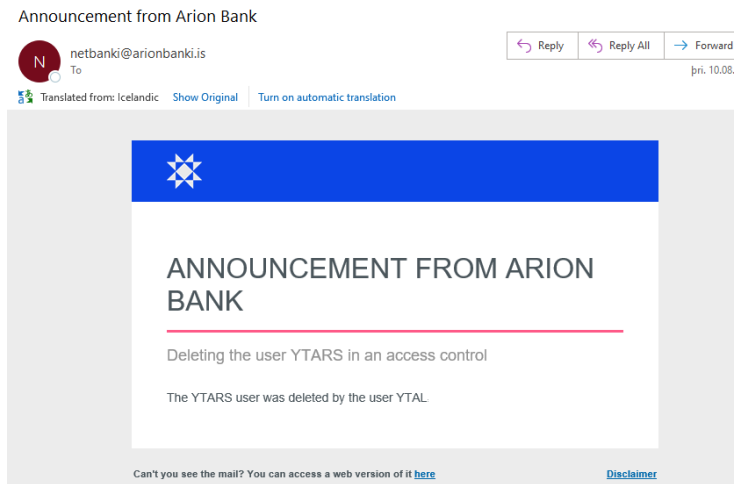 Announcement from Arion Bank
Reply
Reply All
Forward
N
netbanki@arionbanki.is
To
þri. 10.08.
Translated from: Icelandic Show Original Turn on automatic translation
ANNOUNCEMENT FROM ARION
BANK
Deleting the user YTARS in an access control
The YTARS user was deleted by the user YTAL
Can't you see the mail? You can access a web version of it here
Disclaimer